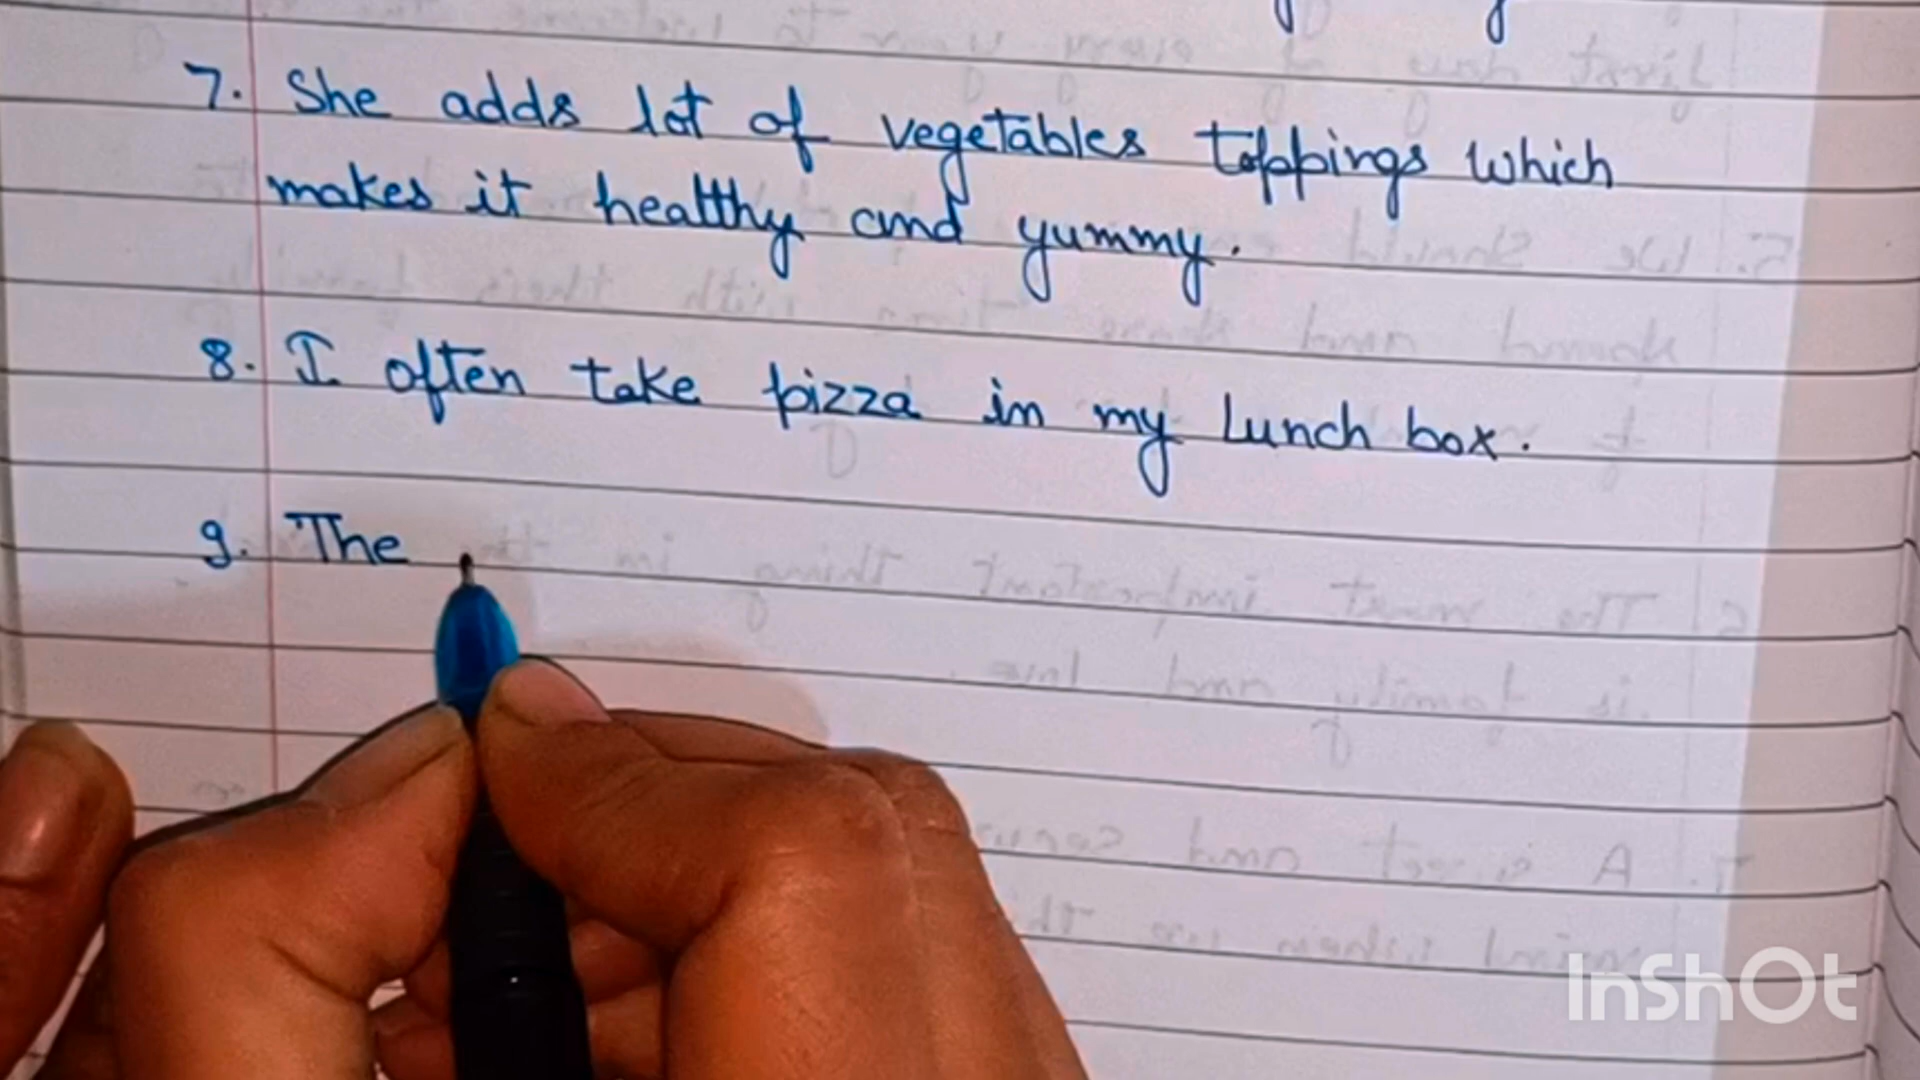 7. She adds lot of vegetables toppings which
makes it healthy and yummy.
8. I often take pizza in my Lunch box.
9. The
InShOt